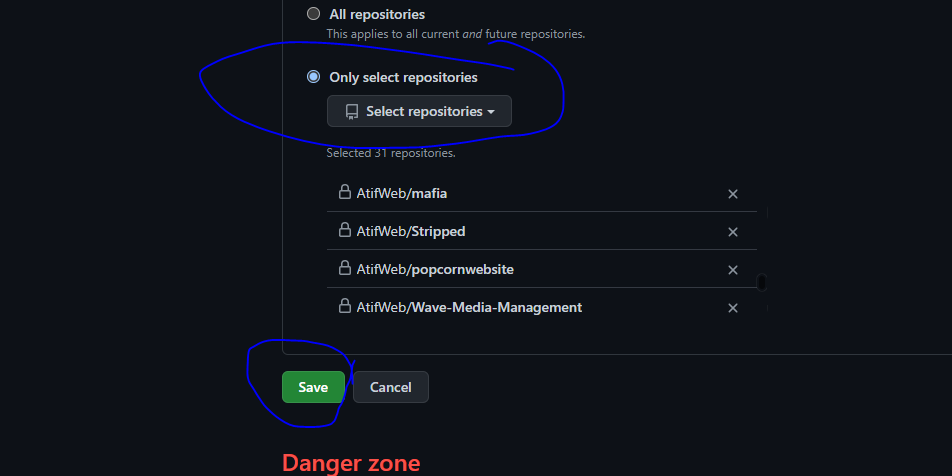 All repositories
This applies to all current and future repositories.
Only select repositories
Select repositories
Selected 31 repositories.
AtifWeb/mafia
AtifWeb/Stripped
AtifWeb/popcornwebsite
AtifWeb/Wave-Media-Management
Save Cancel
Danger zone